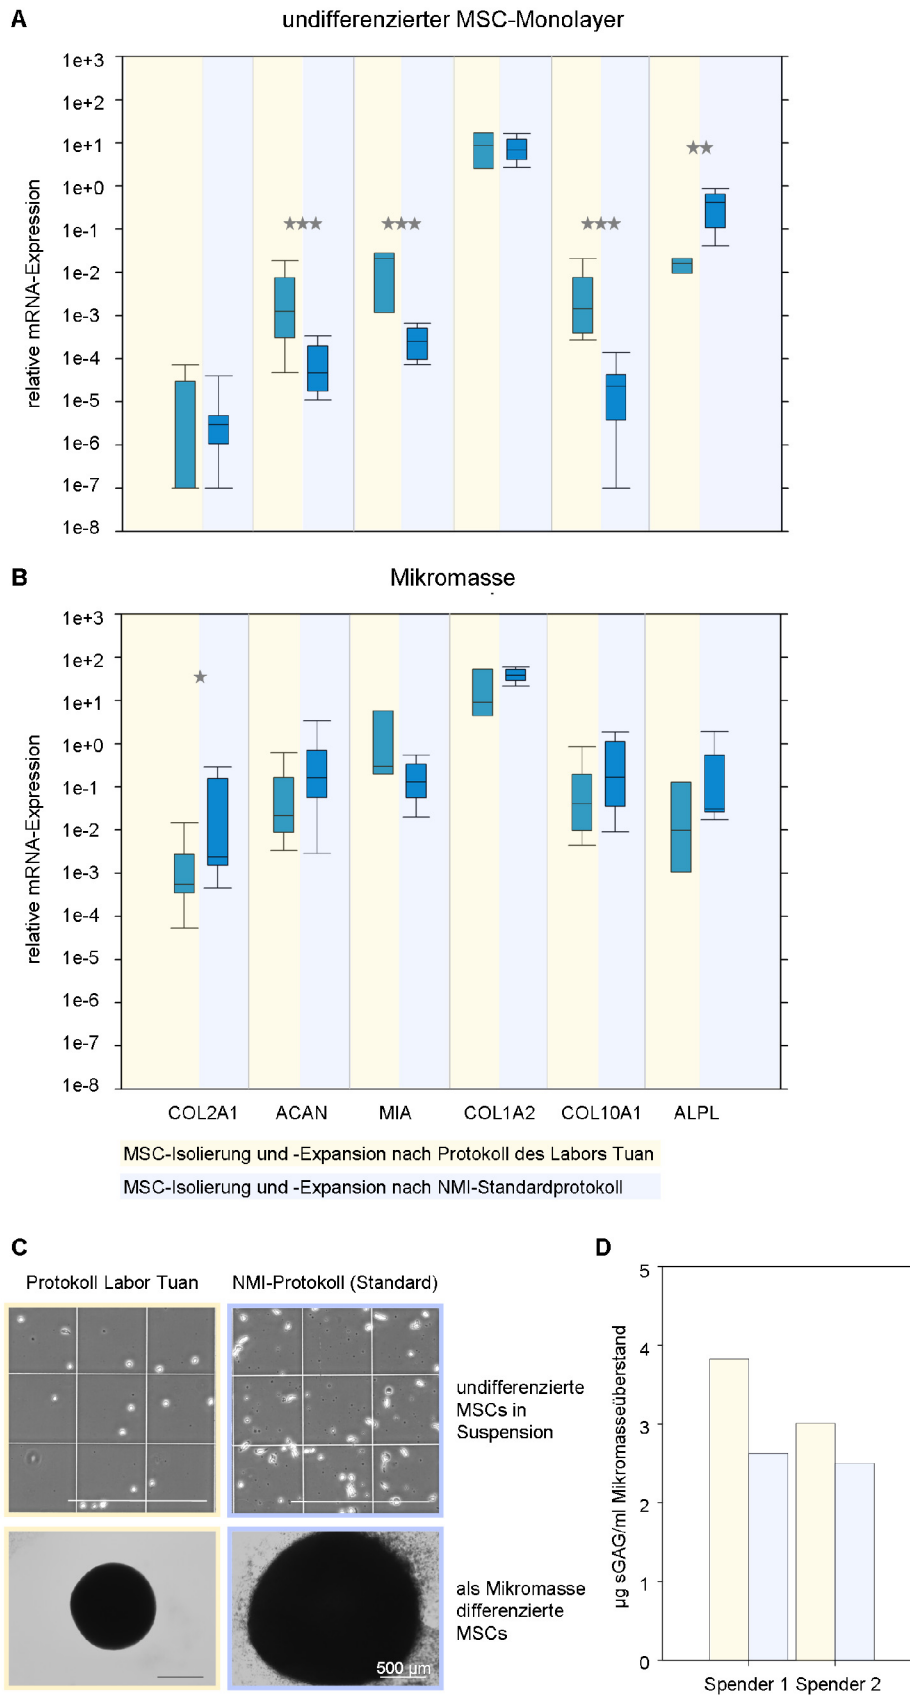 A
undifferenzierter MSC-Monolayer
relative mRNA-Expression
1e+3
1e+2
1e+1
1e+0
1e-1
1e-2
1e-3
1e-4
1e-5
1e-6
1e-7
1e-8
B
Mikromasse
relative mRNA-Expression
1e+3
1e+2
1e+1
1e+0
1e-1
1e-2
1e-3
1e-4
1e-5
1e-6
1e-7
1e-8
COL2A1 ACAN MIA COL1A2 COL10A1 ALPL
MSC-Isolierung und -Expansion nach Protokoll des Labors Tuan
MSC-Isolierung und -Expansion nach NMI-Standardprotokoll
C
Protokoll Labor Tuan NMI-Protokoll (Standard)
undifferenzierte
MSCs in
Suspension
als Mikromasse
differenzierte
MSCs
500 µm
D
µg sGAG/ml Mikromasseüberstand
5
4
3
2
1
0
Spender 1 Spender 2